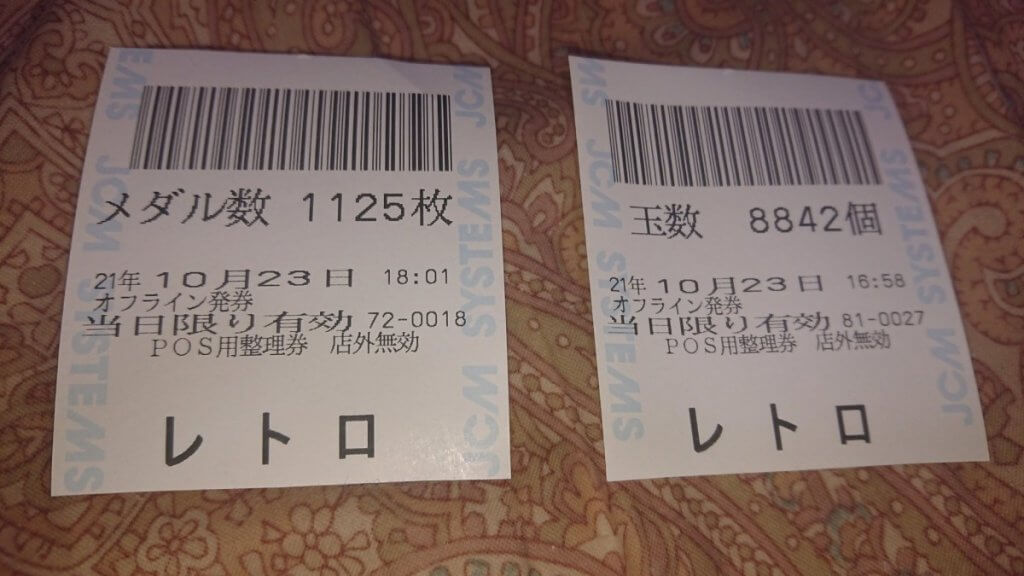 JCM SYSTEMS
メダル数 1125枚
21年 10月23日 18:01
オフライン発券
当日限り有効 72-0018
POS用整理券 店外無効
レトロ
JCM SYSTEMS
玉数 8842個
21年 10月23日 16:58
オフライン発券
当日限り有効 81-0027
POS用整理券 店外無効
レトロ